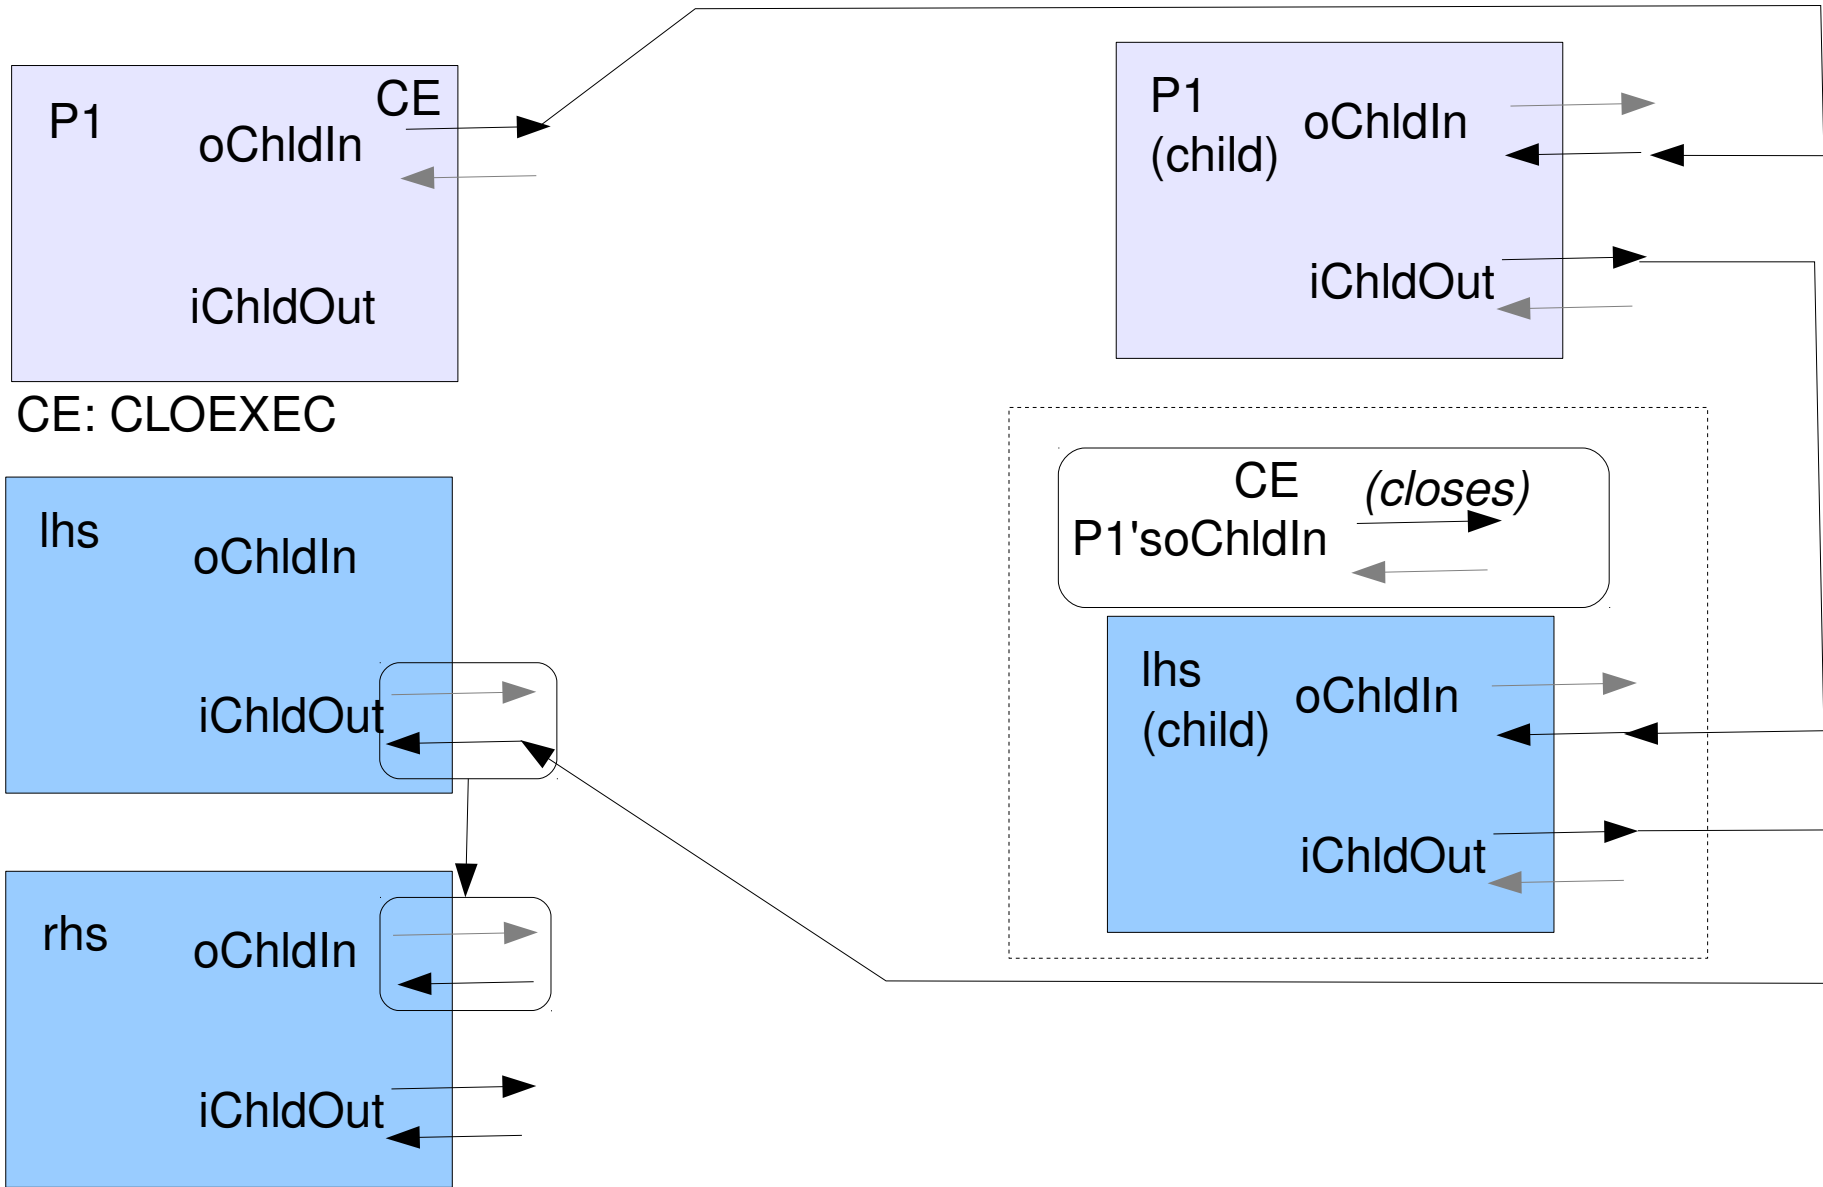 P1
CE
oChldIn
iChldOut
CE: CLOEXEC
lhs
oChldIn
iChldOut
rhs
oChldIn
iChldOut
P1
(child)
oChldIn
iChldOut
CE
(closes)
P1'soChldIn
lhs
(child)
oChldIn
iChldOut